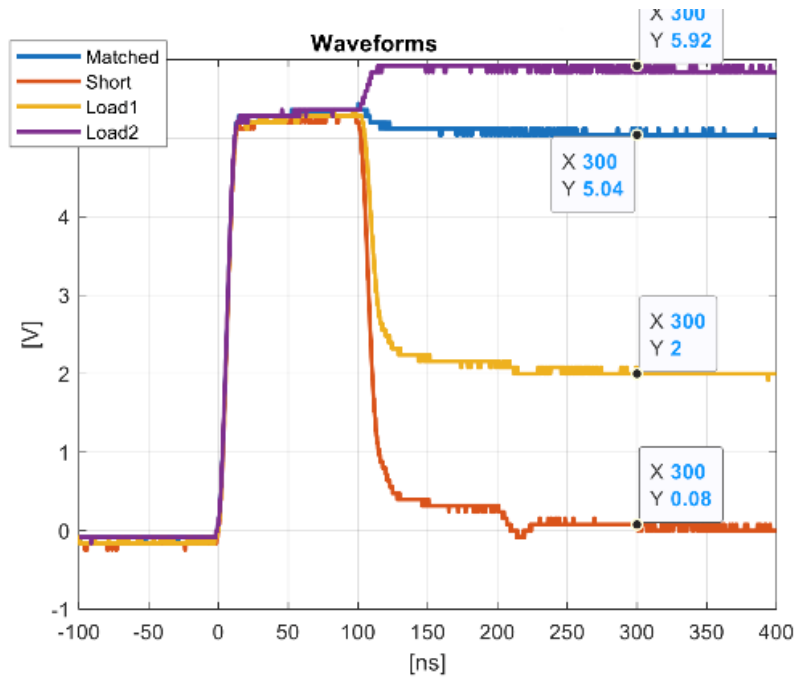 X 300
Y 5.92
Waveforms
Matched
Short
Load1
Load2
X 300
Y 5.04
X 300
Y 2
X 300
Y 0.08
4
3
2
1
0
-1
[V]
-100 -50 0 50 100 150 200 250 300 350 400
[ns]